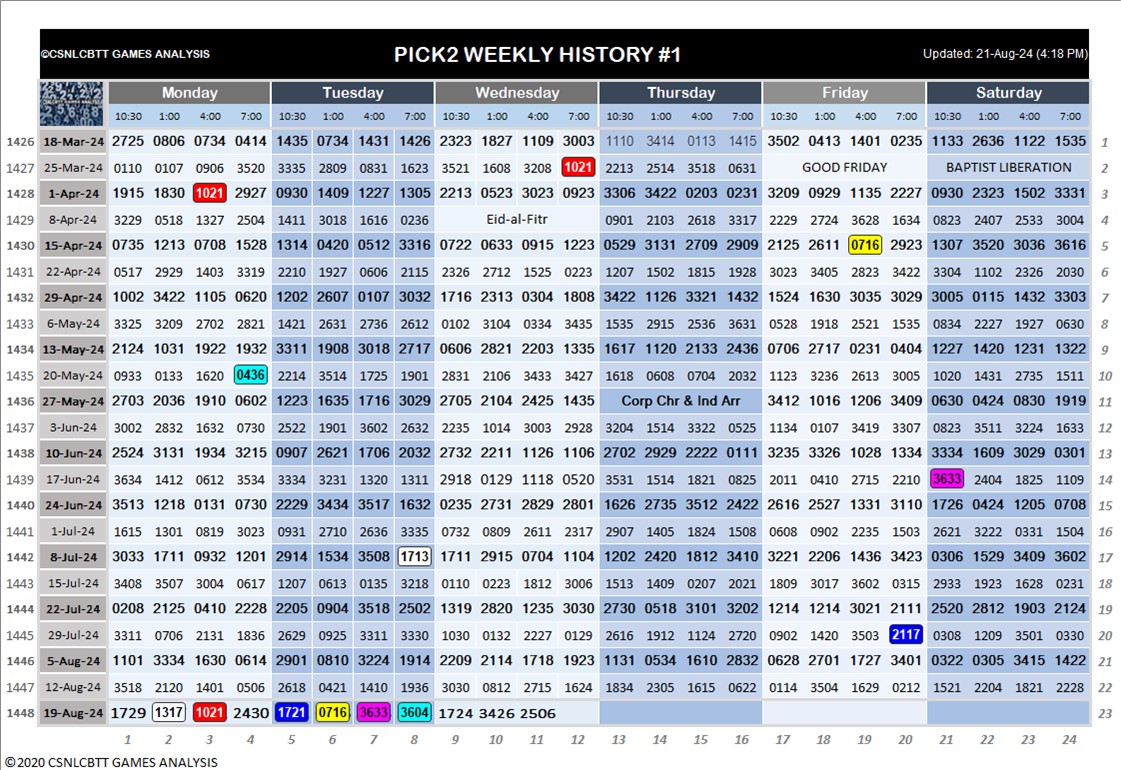 ©CSNLCBTT GAMES ANALYSIS PICK2 WEEKLY HISTORY #1 Updated: 21-Aug-24 (4:18 PM)
Monday Tuesday Wednesday Thursday Friday Saturday
10:30 1:00 4:00 7:00 10:30 1:00 4:00 7:00 10:30 1:00 4:00 7:00 10:30 1:00 4:00 7:00 10:30 1:00 4:00 7:00 10:30 1:00 4:00 7:00
1426 18-Mar-24 2725 0806 0734 0414 1435 0734 1431 1426 2323 1827 1109 3003 1110 3414 0113 1415 3502 0413 1401 0235 1133 2636 1122 1535 1
1427 25-Mar-24 0110 0107 0906 3520 3335 2809 0831 1623 3521 1608 3208 1021 2213 2514 3518 0631 GOOD FRIDAY BAPTIST LIBERATION 2
1428 1-Apr-24 1915 1830 1021 2927 0930 1409 1227 1305 2213 0523 3023 0923 3306 3422 0203 0231 3209 0929 1135 2271 0930 2323 1502 3331 3
1429 8-Apr-24 3229 0518 1327 2504 1411 3018 1616 0236 Eid-al-Fitr 0901 2103 2618 3317 2229 2724 3628 1634 0823 2407 2533 3004 4
1430 15-Apr-24 0735 1213 0708 1528 1314 0420 0512 3316 0722 0633 0915 1223 0529 3131 2709 2909 2125 2611 0716 2923 1307 3520 3036 3616 5
1431 22-Apr-24 0517 2929 1403 3319 2210 1927 0606 2115 2326 2712 1525 0223 1207 1502 1815 1928 3023 3405 2823 3422 3304 1102 2326 2030 6
1432 29-Apr-24 1002 3422 1105 0620 1202 2607 0107 3032 1716 2313 0304 1808 3422 1126 3321 1432 1524 1630 3035 3029 3005 0115 1432 3303 7
1433 6-May-24 3325 3209 2702 2821 1421 2631 2736 2612 0102 3104 0334 3435 1535 2915 2536 3631 0528 1918 2521 1535 0834 2227 1927 0630 8
1434 13-May-24 2124 1031 1922 1932 3311 1908 3018 2717 0606 2821 2203 1335 1617 1120 2133 2436 0706 2717 0231 0404 1227 1420 1231 1322 9
1435 20-May-24 0933 0133 1620 0436 2214 3514 1725 1901 2831 2106 3433 3427 1618 0608 0704 2032 1123 3236 2613 3005 1020 1431 2735 1511 10
1436 27-May-24 2703 2036 1910 0602 1223 1635 1716 3029 2705 2104 2425 1435 Corp Chr & Ind Arr 3412 1016 1206 3409 0630 0424 0830 1919 11
1437 3-Jun-24 3002 2832 1632 0730 2522 1901 3602 2632 2235 1014 3003 2928 3204 1514 3322 0525 1134 0107 3419 3307 0823 3511 3224 1633 12
1438 10-Jun-24 2524 3131 1934 3215 0907 2621 1706 2032 2732 2211 1126 1106 2702 2929 2222 0111 3235 3326 1028 1334 3334 1609 3029 0301 13
1439 17-Jun-24 3634 1412 0612 3534 3334 3231 1320 1311 2918 0129 1118 0520 3531 1514 1821 0825 2011 0410 2715 2210 3633 2404 1825 1109 14
1440 24-Jun-24 3513 1218 0131 0730 2229 3434 3517 1632 0235 2731 2829 2801 1626 2735 3512 2422 2616 2527 1331 3110 1726 0424 1205 0708 15
1441 1-Jul-24 1615 1301 0819 3023 0931 2710 2636 3335 0732 0809 2611 2317 2907 1405 1824 1508 0608 0902 2235 1503 2621 3222 0331 1504 16
1442 8-Jul-24 3033 1711 0932 1201 2914 1534 3508 1713 1711 2915 0704 1104 1202 2420 1812 3410 3221 2206 1436 3423 0306 1529 3409 3602 17
1443 15-Jul-24 3408 3507 3004 0617 1207 0613 0135 3218 0110 0223 1812 3006 1513 1409 0207 2021 1809 3017 3602 0315 2933 1923 1628 0231 18
1444 22-Jul-24 0208 2125 0410 2228 2205 0904 3518 2502 1319 2820 1235 3030 2730 0518 3101 3202 1214 1214 3021 2111 2520 2812 1903 2124 19
1445 29-Jul-24 3311 0706 2131 1836 2629 0925 3311 3330 1030 0132 2227 0129 2616 1912 1124 2720 0902 1420 3503 2117 0308 1209 3501 0330 20
1446 5-Aug-24 1101 3334 1630 0614 2901 0810 3224 1914 2209 2114 1718 1923 1131 0534 1610 2832 0628 2701 1727 3401 0322 0305 3415 1422 21
1447 12-Aug-24 3518 2120 1401 0506 2618 0421 1410 1936 3030 0812 2715 1624 1834 2305 1615 0622 0114 3504 1629 0212 1521 2204 1821 2228 22
1448 19-Aug-24 1729 1317 1021 2430 1721 0716 3633 3604 1724 3426 2506 23
1 2 3 4 5 6 7 8 9 10 11 12 13 14 15 16 17 18 19 20 21 22 23 24
©2020 CSNLCBTT GAMES ANALYSIS